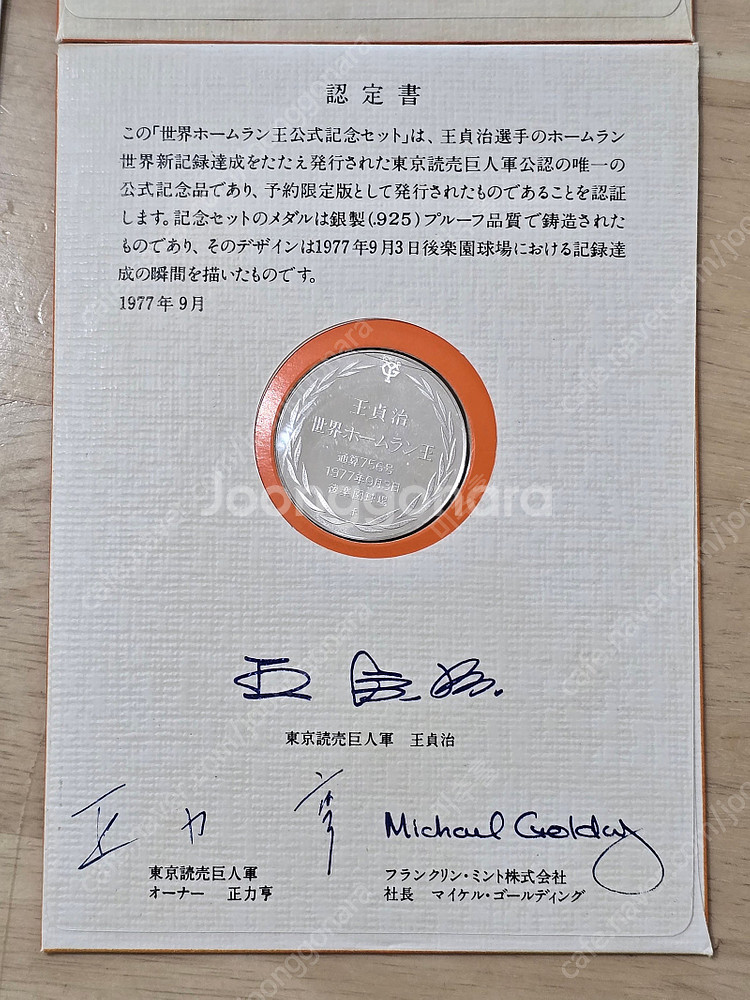 認定書
この「世界ホームラン王公式記念セット」は、王貞治選手のホームラン
世界新記録達成をたたえ発行された東京読売巨人軍公認の唯一の
公式記念品であり、予約限定版として発行されたものであることを認証
します。記念セットのメダルは銀製(.925)プルーフ品質で鋳造された
ものであり、そのデザインは1977年9月3日後楽園球場における記録達
成の瞬間を描いたものです。
1977年9月
王貞治
世界ホームラン王
通算756号
1977年9月3日
後楽園球場
Joonggonara
王貞治
東京読売巨人軍 王貞治
正力亨
Michael Golding
東京読売巨人軍
オーナー 正力亨
フランクリン・ミント株式会社
社長 マイケル・ゴールディング